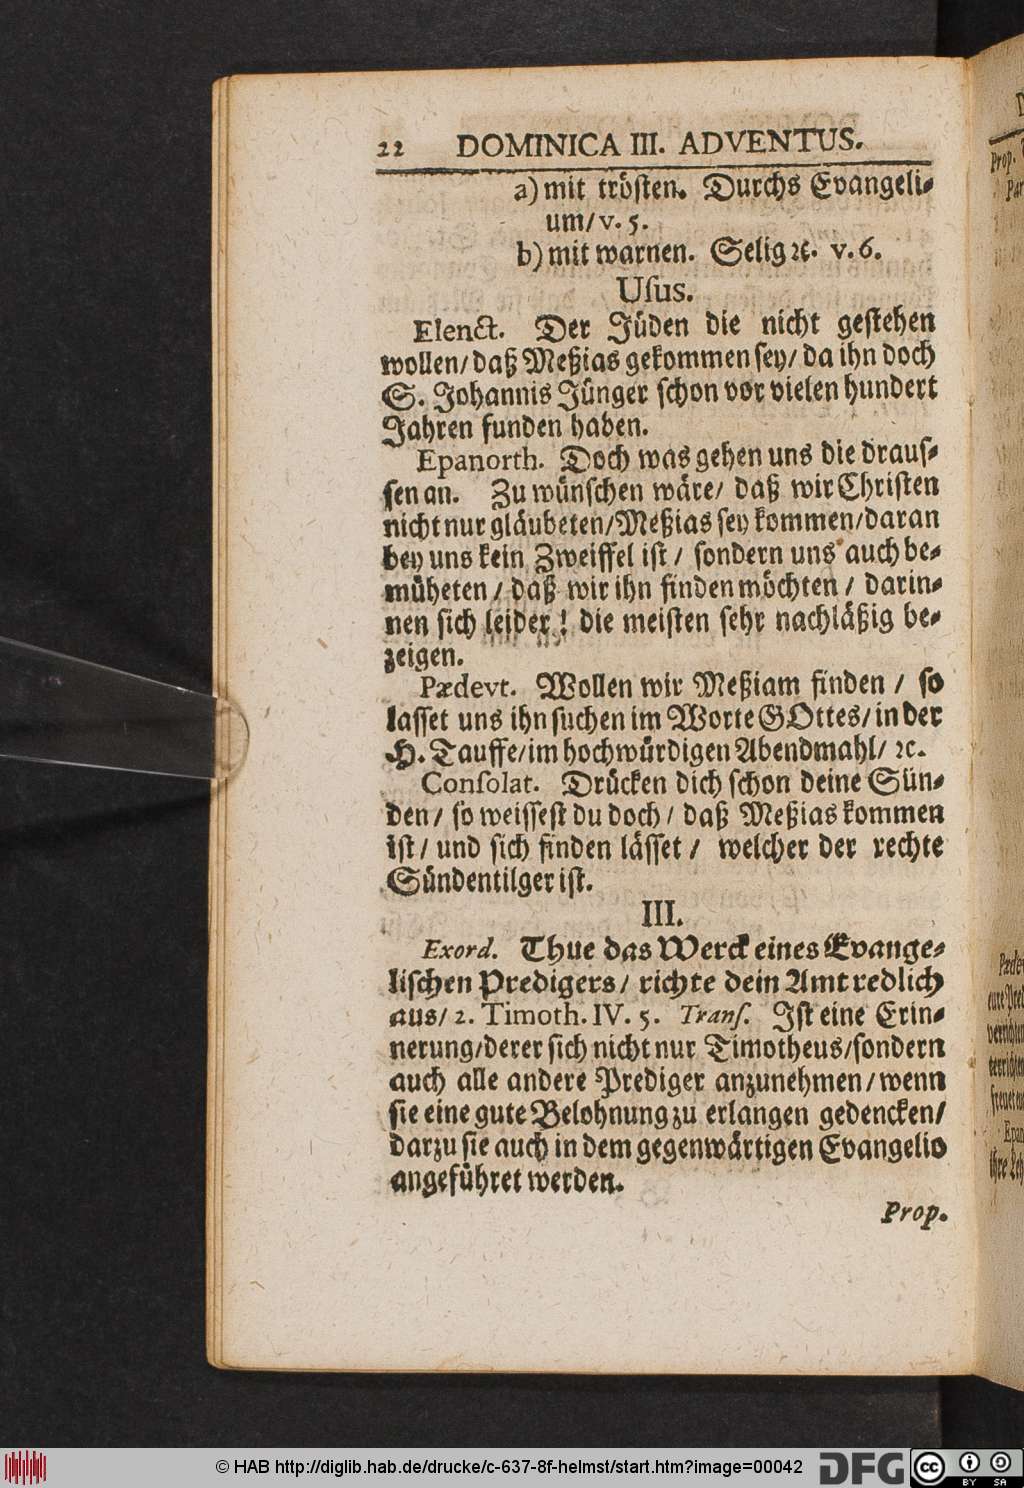 22 DOMINICA III. ADVENTUS.
a) mit trösten. Durchs Evangeli-
um/ v. 5.
b) mit warnen. Selig ꝛc. v. 6.
Uſus.
Elenct. Der Jüden die nicht geſtehen
wollen/ daß Meßias gekommen ſey/ da ihn doch
S. Johannis Jünger ſchon vor vielen hundert
Jahren funden haben.
Epanorth. Doch was gehen uns die drauſ-
ſen an. Zu wünſchen wäre/ daß wir Chriſten
nicht nur gläubeten/ Meßias ſey kommen/ daran
bey uns kein Zweiffel iſt / ſondern uns auch be-
müheten / daß wir ihn finden möchten / darin-
nen ſich leider! die meiſten ſehr nachläßig be-
zeigen.
Pædevt. Wollen wir Meßiam finden / ſo
laſſet uns ihn ſuchen im Worte GOttes/ in der
H. Tauffe/ im hochwürdigen Abendmahl/ ꝛc.
Conſolat. Drücken dich ſchon deine Sün-
den / ſo weiſſeſt du doch / daß Meßias kommen
iſt / und ſich finden läſſet / welcher der rechte
Sündentilger iſt.
III.
Exord. Thue das Werck eines Evange-
liſchen Predigers / richte dein Amt redlich
aus/ 2. Timoth. IV. 5. Tranſ. Iſt eine Erin-
nerung/ derer ſich nicht nur Timotheus/ ſondern
auch alle andere Prediger anzunehmen/ wenn
ſie eine gute Belohnung zu erlangen gedencken/
darzu ſie auch in dem gegenwärtigen Evangelio
angeführet werden.
Prop.
© HAB http://diglib.hab.de/drucke/c-637-8f-helmst/start.htm?image=00042
DFG
cc BY SA